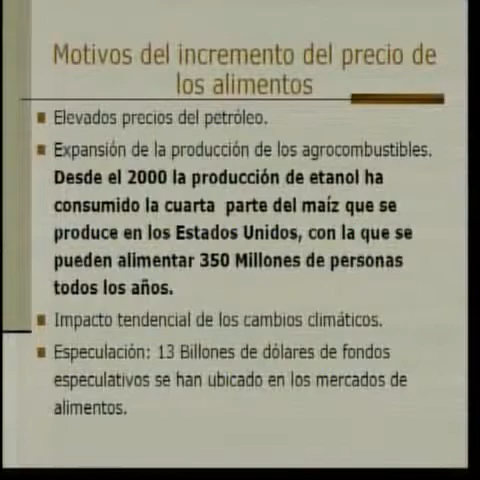 Motivos del incremento del precio de
los alimentos
Elevados precios del petróleo.
Expansión de la producción de los agrocombustibles.
Desde el 2000 la producción de etanol ha
consumido la cuarta parte del maíz que se
produce en los Estados Unidos, con la que se
pueden alimentar 350 Millones de personas
todos los años.
Impacto tendencial de los cambios climáticos.
Especulación: 13 Billones de dólares de fondos
especulativos se han ubicado en los mercados de
alimentos.